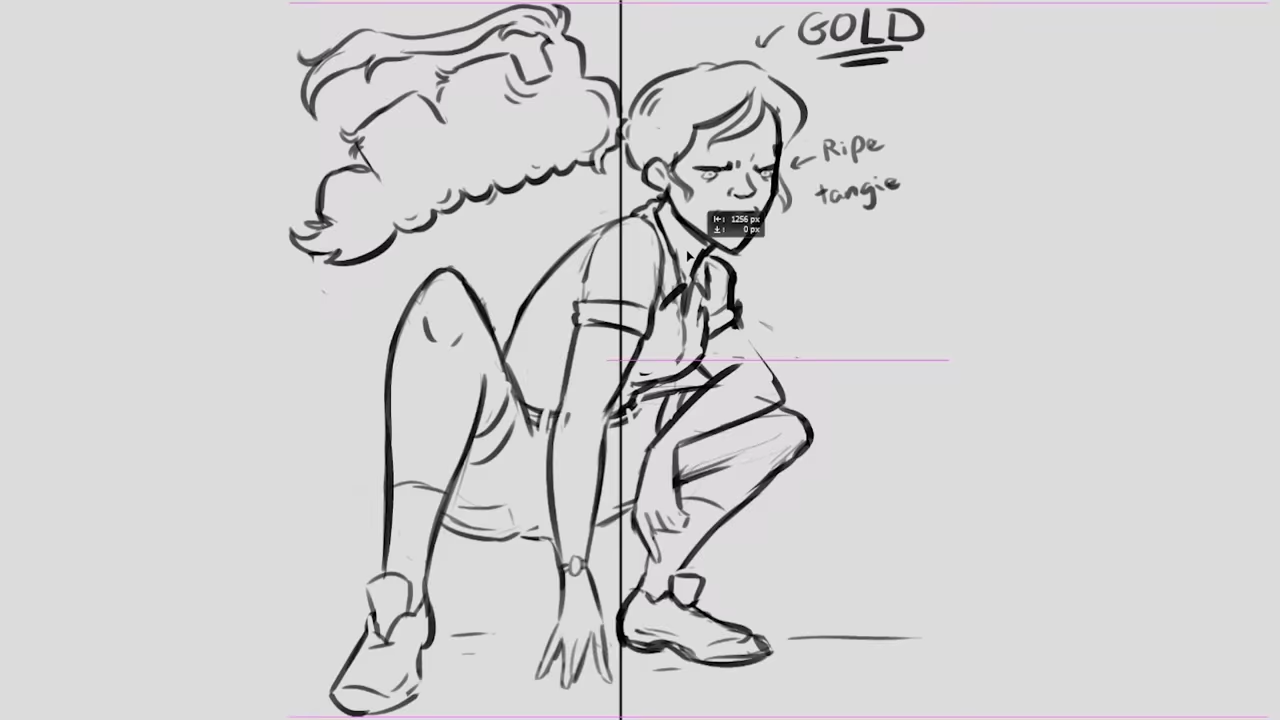 GOLD
Ripe
tangie
|←: 1256 px
↓: 0 px